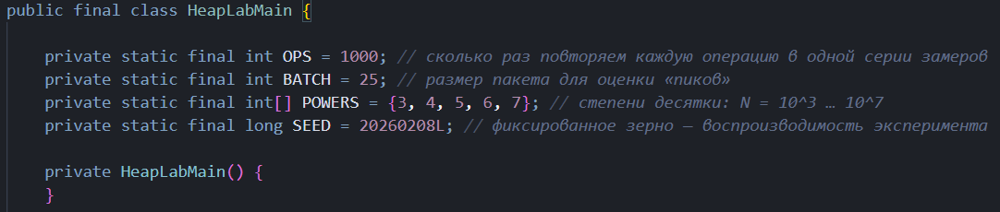 public final class HeapLabMain {
private static final int OPS = 1000; // сколько раз повторяем каждую операцию в одной серии замеров
private static final int BATCH = 25; // размер пакета для оценки «пиков»
private static final int[] POWERS = {3, 4, 5, 6, 7}; // степени десятки: N = 10^3 … 10^7
private static final long SEED = 20260208L; // фиксированное зерно — воспроизводимость эксперимента
private HeapLabMain() {
}